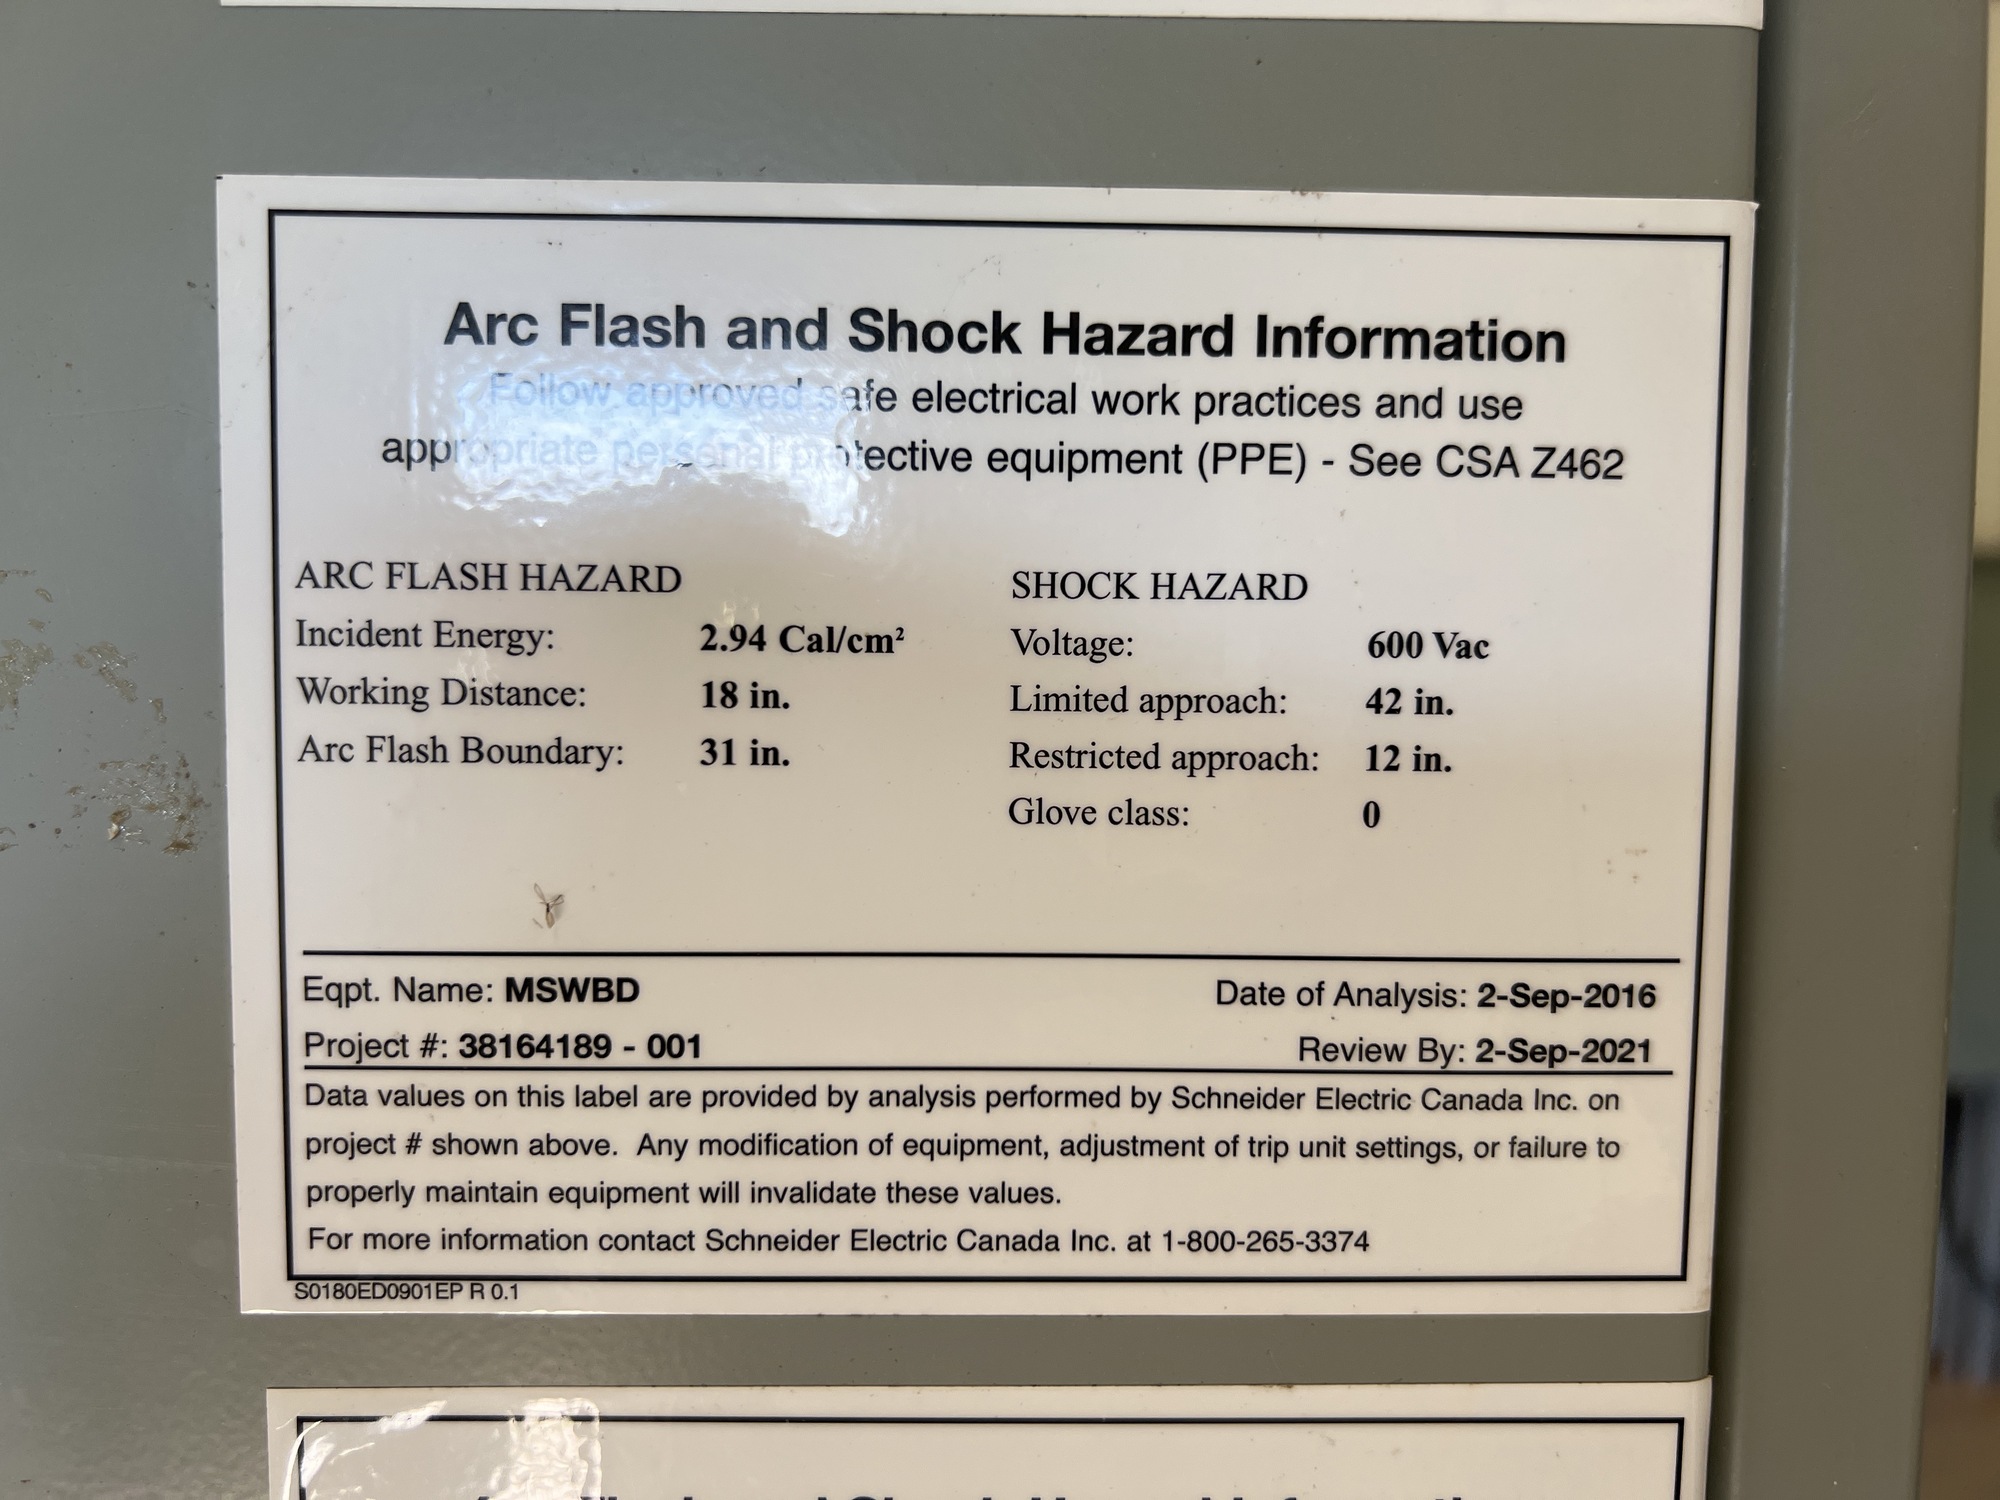 Arc Flash and Shock Hazard Information
Follow approved safe electrical work practices and use
appropriate personal protective equipment (PPE) - See CSA Z462
ARC FLASH HAZARD
Incident Energy: 2.94 Cal/cm²
Working Distance: 18 in.
Arc Flash Boundary: 31 in.
SHOCK HAZARD
Voltage: 600 Vac
Limited approach: 42 in.
Restricted approach: 12 in.
Glove class: 0
Eqpt. Name: MSWBD
Project #: 38164189 - 001
Date of Analysis: 2-Sep-2016
Review By: 2-Sep-2021
Data values on this label are provided by analysis performed by Schneider Electric Canada Inc. on
project # shown above. Any modification of equipment, adjustment of trip unit settings, or failure to
properly maintain equipment will invalidate these values.
For more information contact Schneider Electric Canada Inc. at 1-800-265-3374
S0180ED0901EP R 0.1